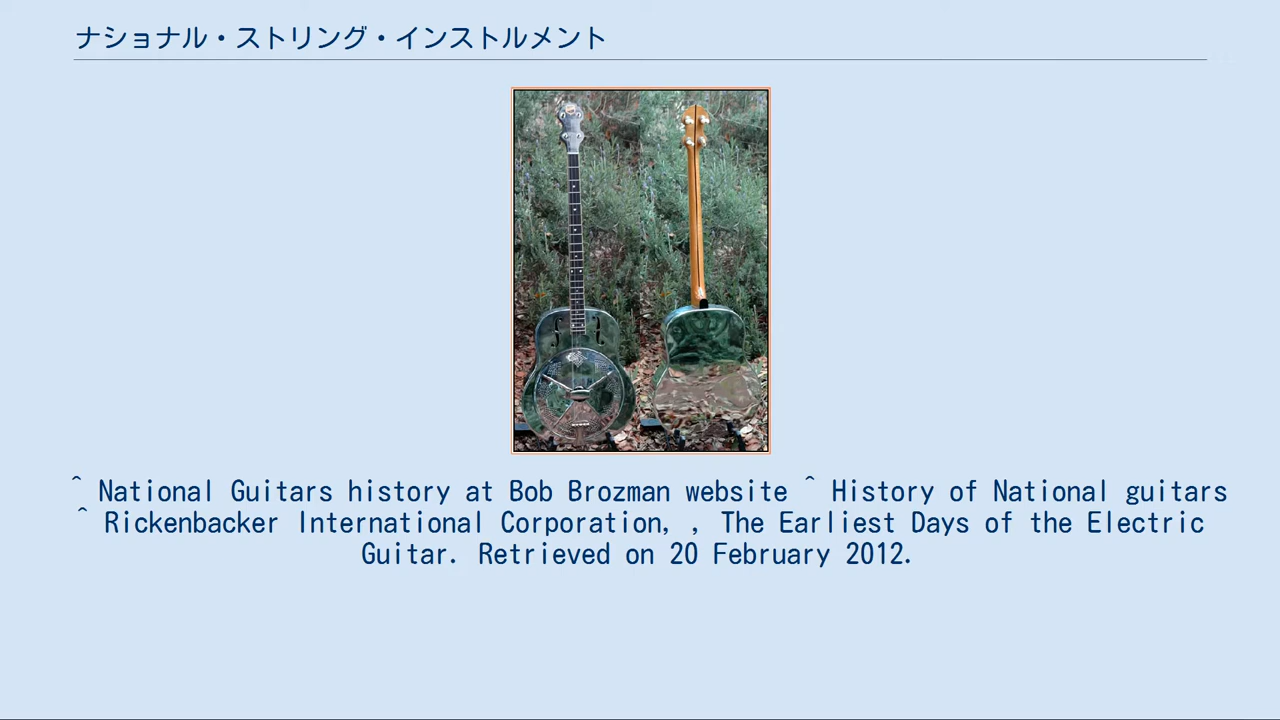 ナショナル・ストリング・インストルメント
^ National Guitars history at Bob Brozman website ^ History of National guitars
^ Rickenbacker International Corporation, , The Earliest Days of the Electric
Guitar. Retrieved on 20 February 2012.